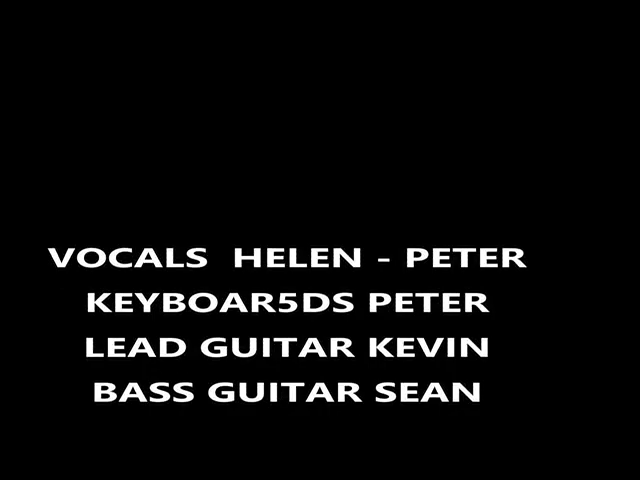 VOCALS  HELEN - PETER
KEYBOAR5DS PETER
LEAD GUITAR KEVIN
BASS GUITAR SEAN